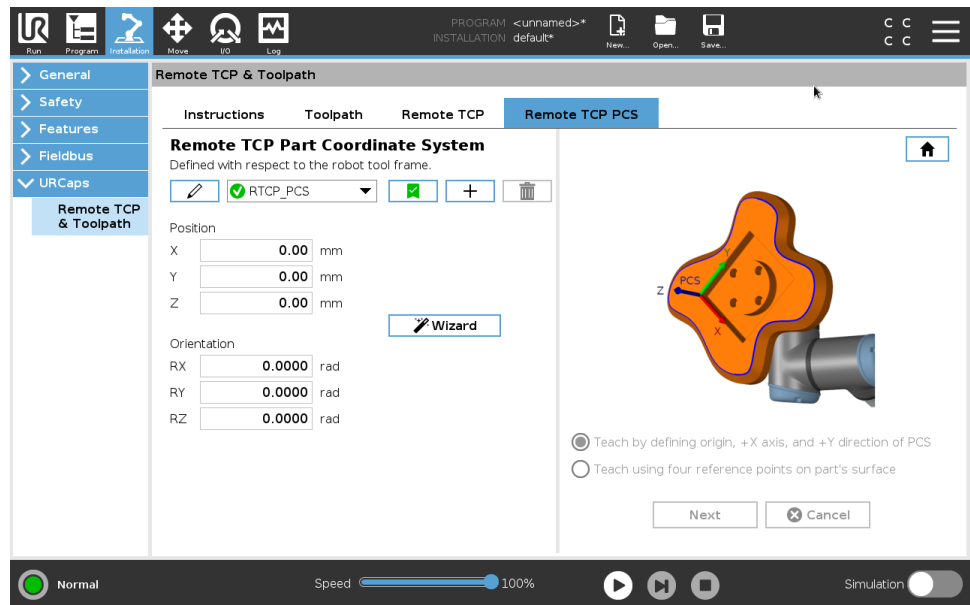 PROGRAM <unnamed>*
INSTALLATION default*
UR
Run
Program
Installation
Move
I/O
Log
New...
Open...
Save...
C C
C C
General
Safety
Features
Fieldbus
URCaps
Remote TCP
& Toolpath
Remote TCP & Toolpath
Instructions
Toolpath
Remote TCP
Remote TCP PCS
Remote TCP Part Coordinate System
Defined with respect to the robot tool frame.
RTCP_PCS
Position
X 0.00 mm
Y 0.00 mm
Z 0.00 mm
Wizard
Orientation
RX 0.0000 rad
RY 0.0000 rad
RZ 0.0000 rad
Y
PCS
Z
X
Teach by defining origin, +X axis, and +Y direction of PCS
Teach using four reference points on part's surface
Next
Cancel
Normal
Speed
100%
Simulation